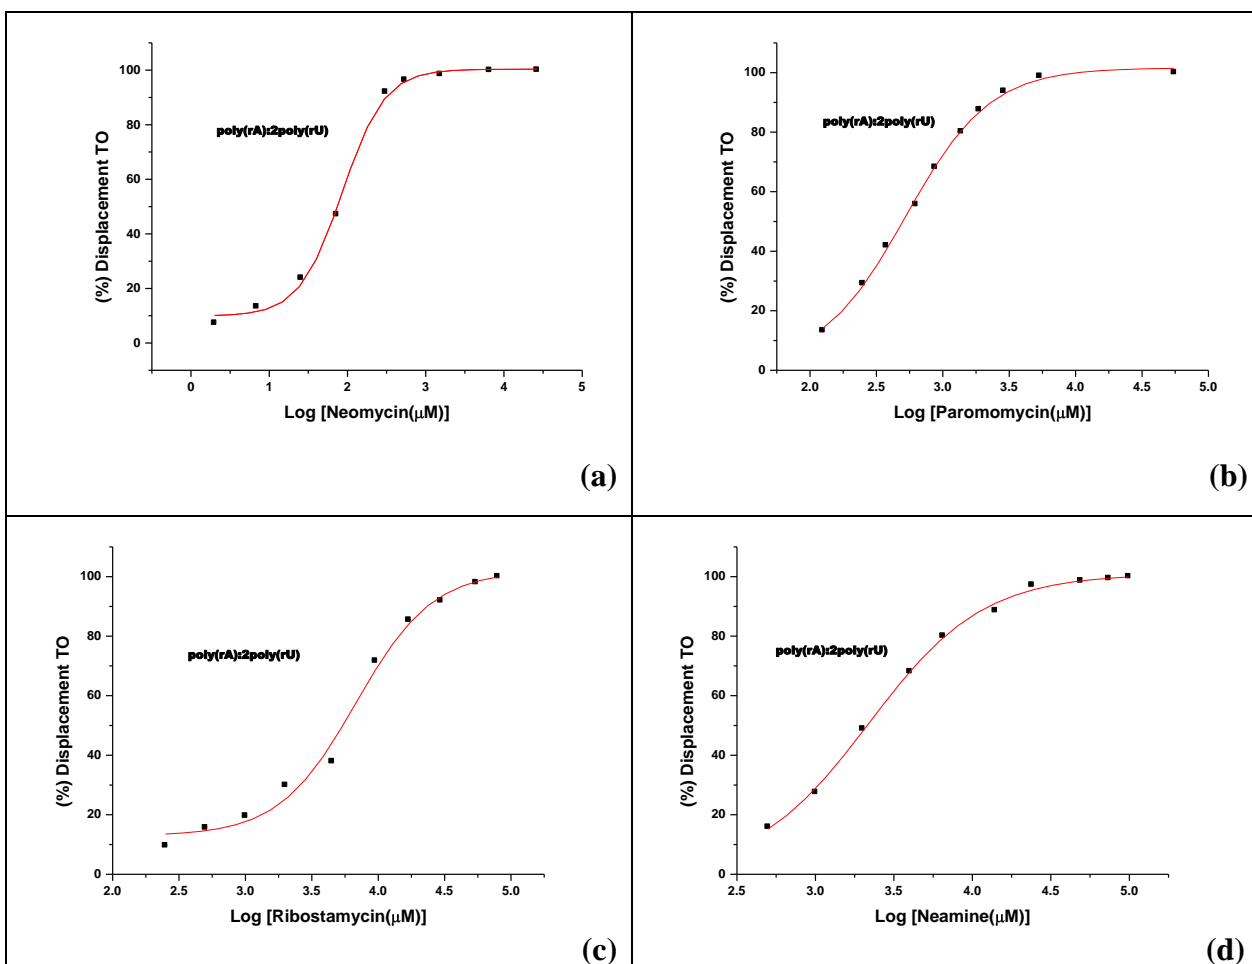 100
80
60
40
20
0
(%) Displacement TO
poly(rA):2poly(rU)
0 1 2 3 4 5
Log [Neomycin(μM)]
(a)
100
80
60
40
20
0
(%) Displacement TO
poly(rA):2poly(rU)
2.0 2.5 3.0 3.5 4.0 4.5 5.0
Log [Paromomycin(μM)]
(b)
100
80
60
40
20
0
(%) Displacement TO
poly(rA):2poly(rU)
2.0 2.5 3.0 3.5 4.0 4.5 5.0
Log [Ribostamycin(μM)]
(c)
100
80
60
40
20
0
(%) Displacement TO
poly(rA):2poly(rU)
2.5 3.0 3.5 4.0 4.5 5.0
Log [Neamine(μM)]
(d)